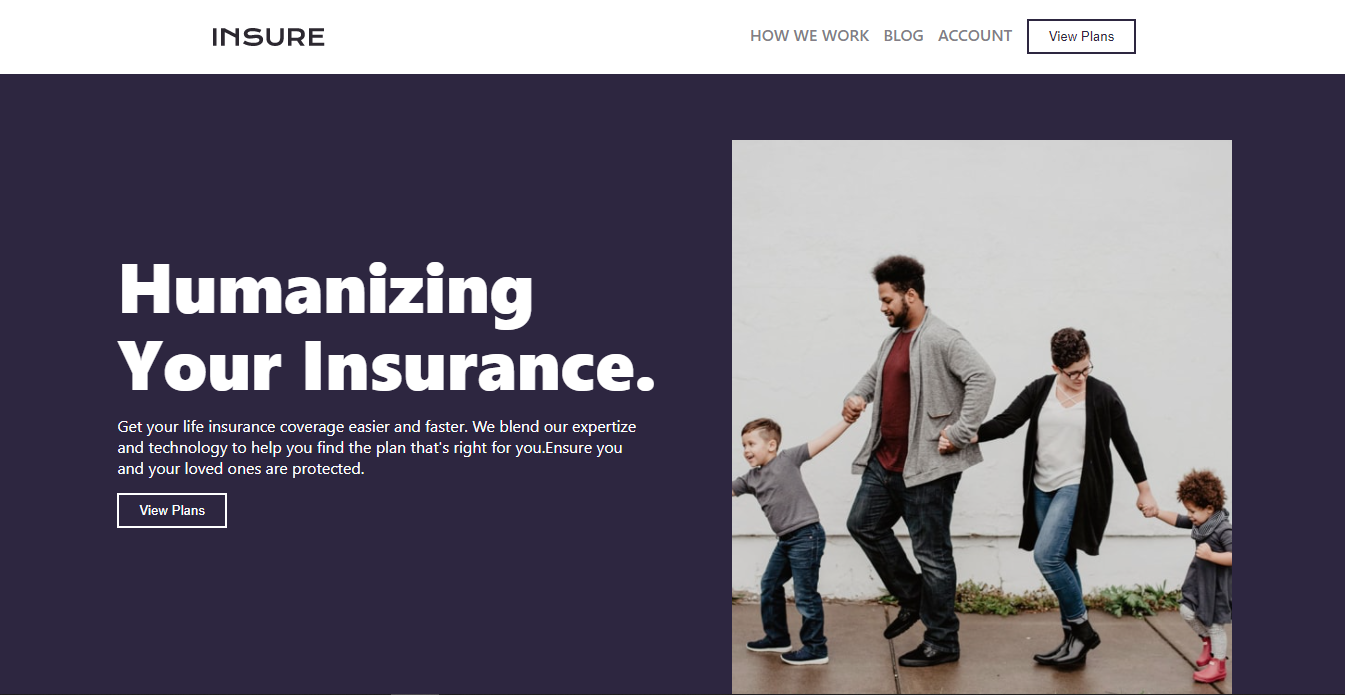 INSURE
HOW WE WORK BLOG ACCOUNT View Plans
Humanizing
Your Insurance.
Get your life insurance coverage easier and faster. We blend our expertize
and technology to help you find the plan that's right for you.Ensure you
and your loved ones are protected.
View Plans